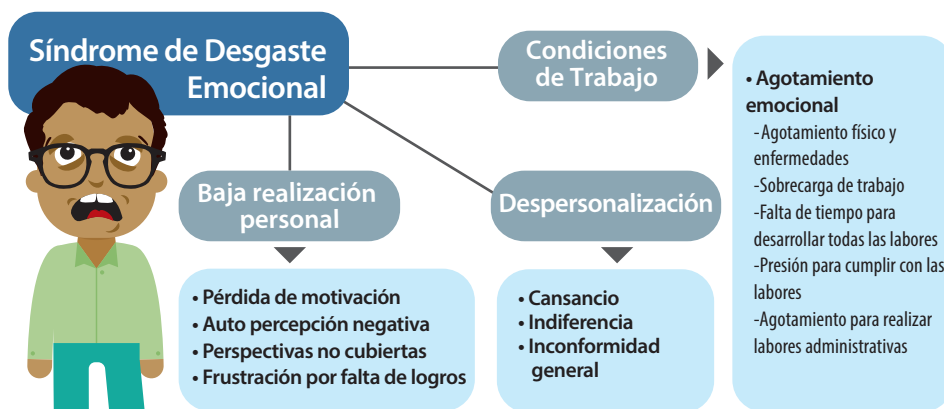 Síndrome de Desgaste
Emocional
Condiciones
de Trabajo
• Agotamiento
emocional
-Agotamiento físico y
enfermedades
-Sobrecarga de trabajo
-Falta de tiempo para
desarrollar todas las labores
-Presión para cumplir con las
labores
-Agotamiento para realizar
labores administrativas
Baja realización
personal
• Pérdida de motivación
• Auto percepción negativa
• Perspectivas no cubiertas
• Frustración por falta de logros
Despersonalización
• Cansancio
• Indiferencia
• Inconformidad
general